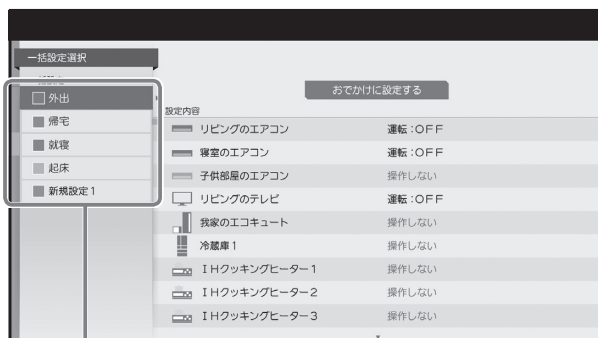 一括設定選択
外出
帰宅
就寝
起床
新規設定1
おでかけに設定する
設定内容
リビングのエアコン 運転:OFF
寝室のエアコン 運転:OFF
子供部屋のエアコン 操作しない
リビングのテレビ 運転:OFF
我家のエコキュート 操作しない
冷蔵庫1 操作しない
IHクッキングヒーター1 操作しない
IHクッキングヒーター2 操作しない
IHクッキングヒーター3 操作しない